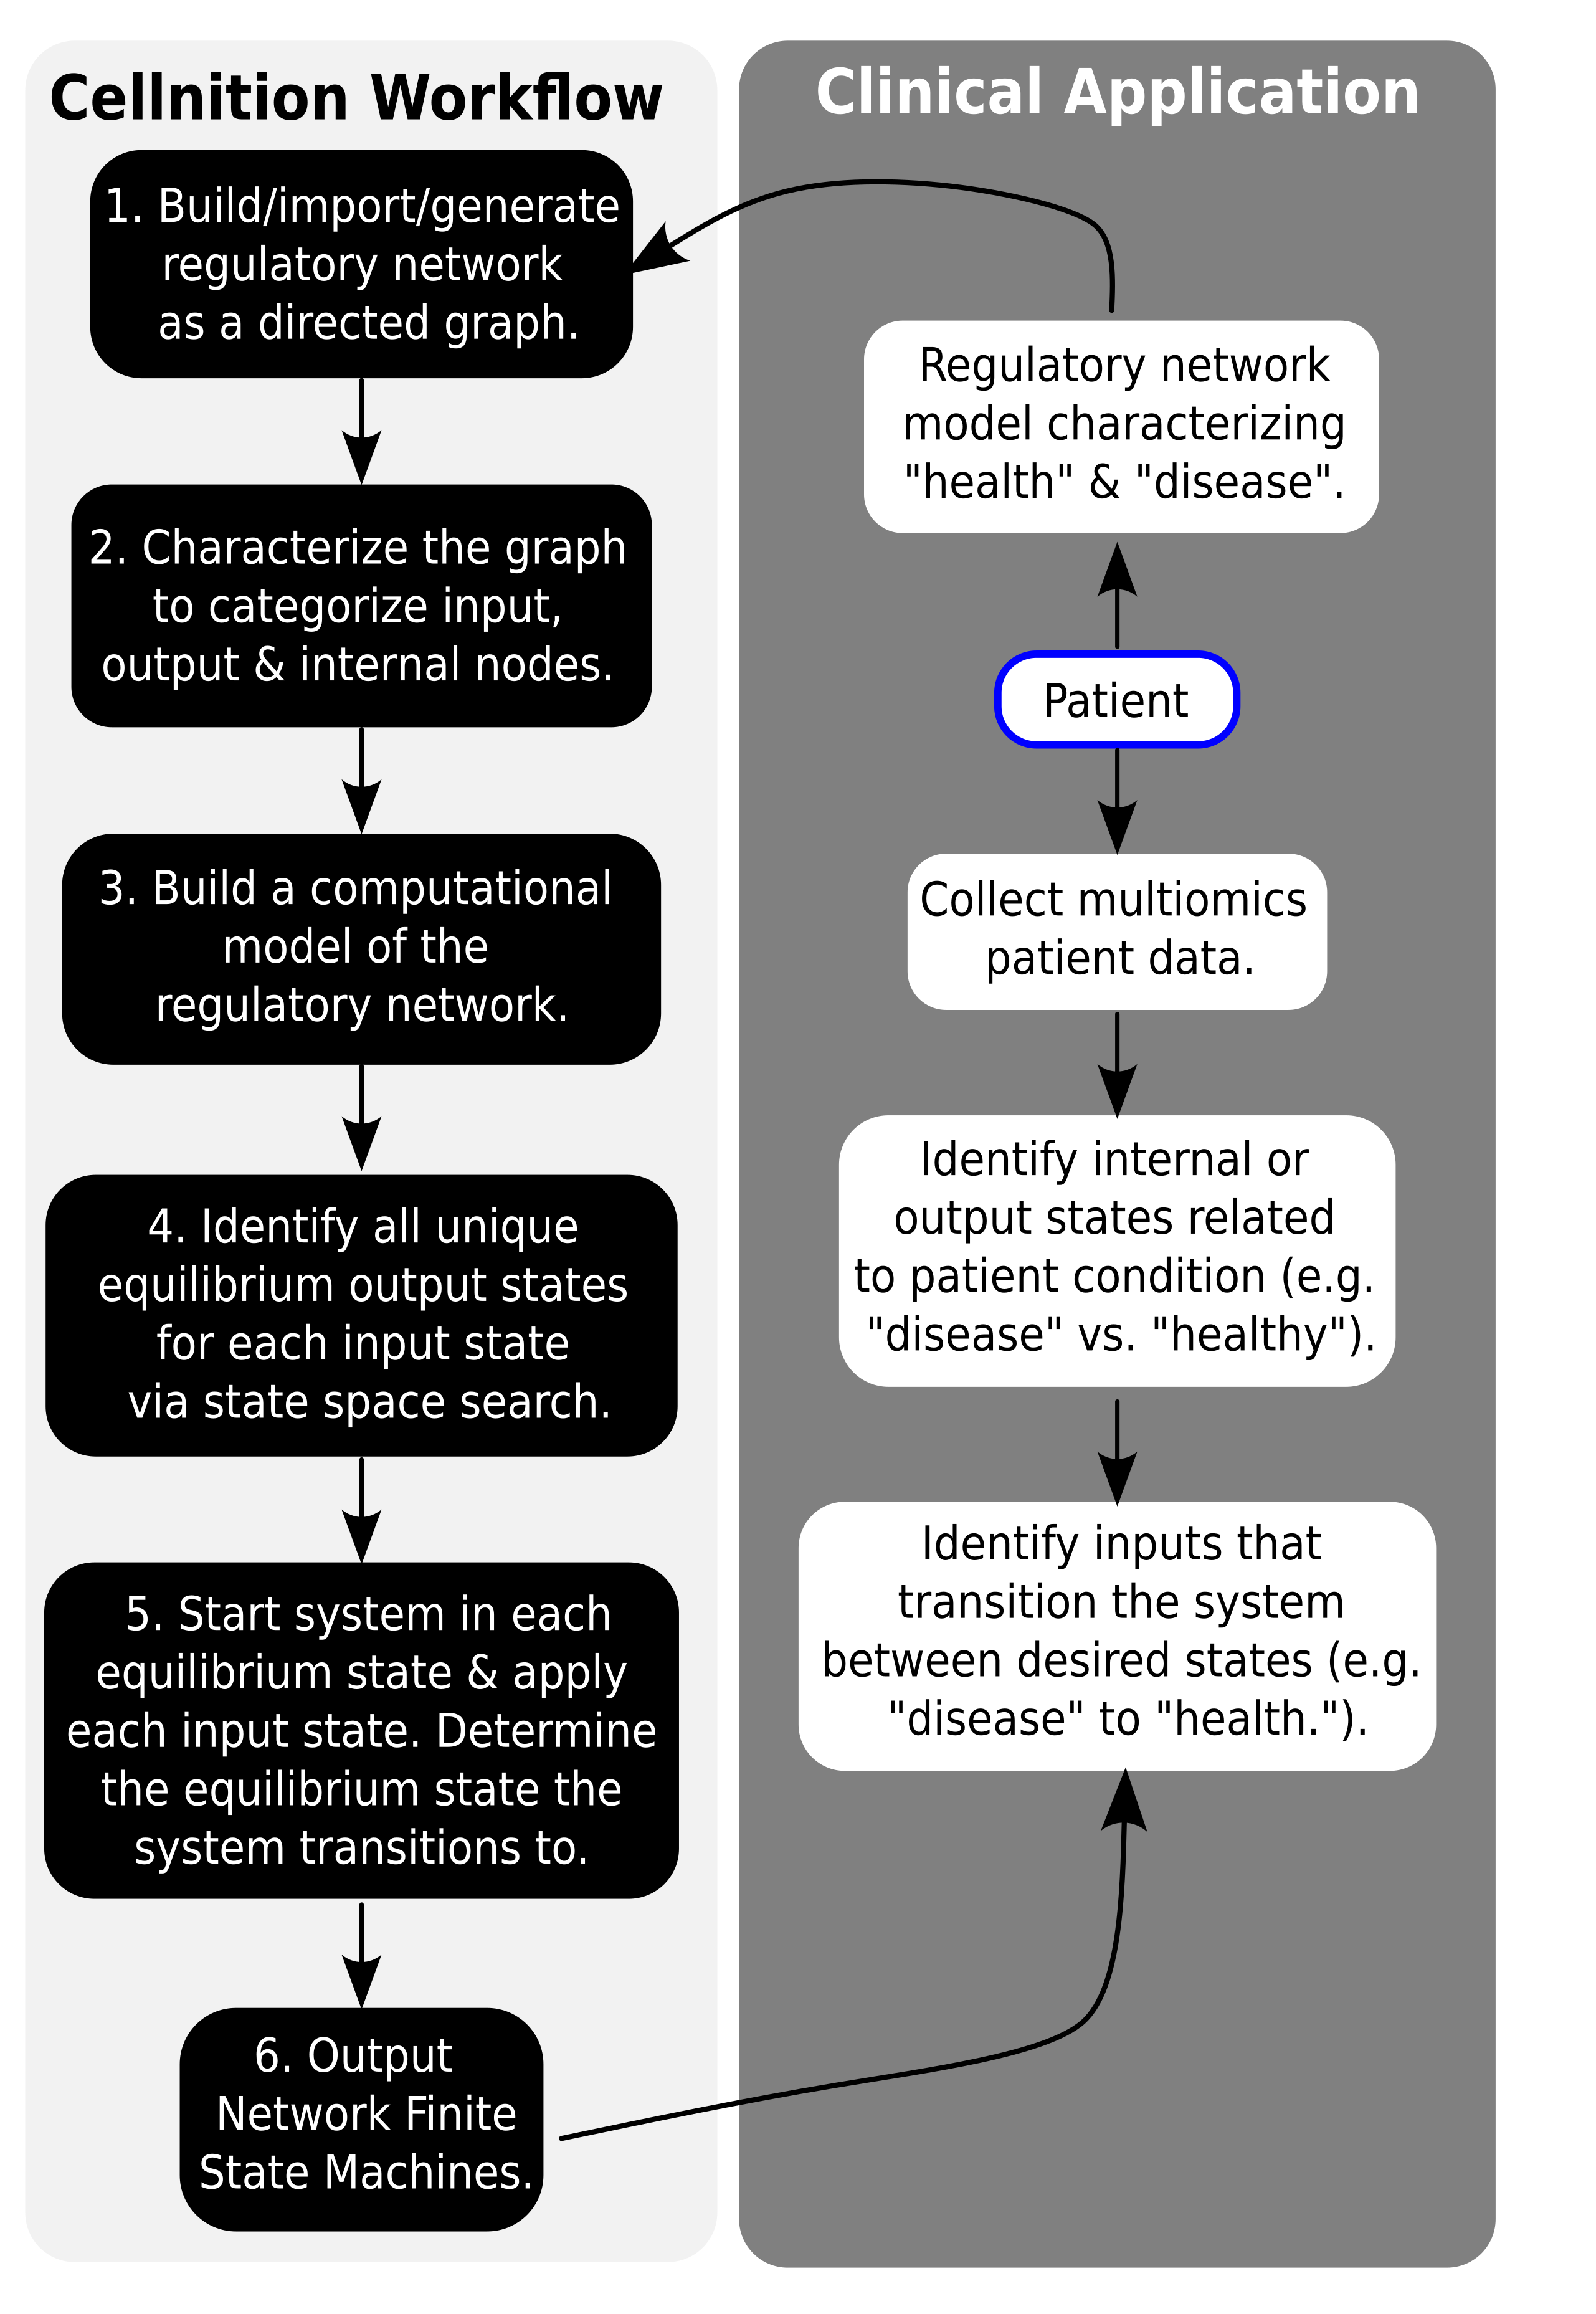 Cellnition Workflow
1. Build/import/generate
regulatory network
as a directed graph.
2. Characterize the graph
to categorize input,
output & internal nodes.
3. Build a computational
model of the
regulatory network.
4. Identify all unique
equilibrium output states
for each input state
via state space search.
5. Start system in each
equilibrium state & apply
each input state. Determine
the equilibrium state the
system transitions to.
6. Output
Network Finite
State Machines.
Clinical Application
Regulatory network
model characterizing
"health" & "disease".
Patient
Collect multiomics
patient data.
Identify internal or
output states related
to patient condition (e.g.
"disease" vs. "healthy").
Identify inputs that
transition the system
between desired states (e.g.
"disease" to "health.").